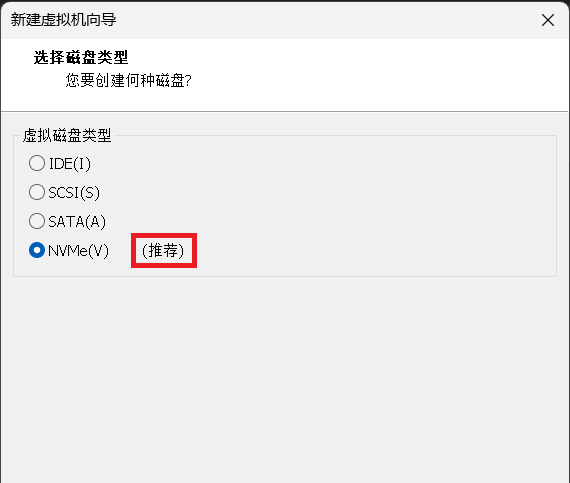 新建虚拟机向导
选择磁盘类型
您要创建何种磁盘?
虚拟磁盘类型
IDE(I)
SCSI(S)
SATA(A)
NVMe(V) (推荐)